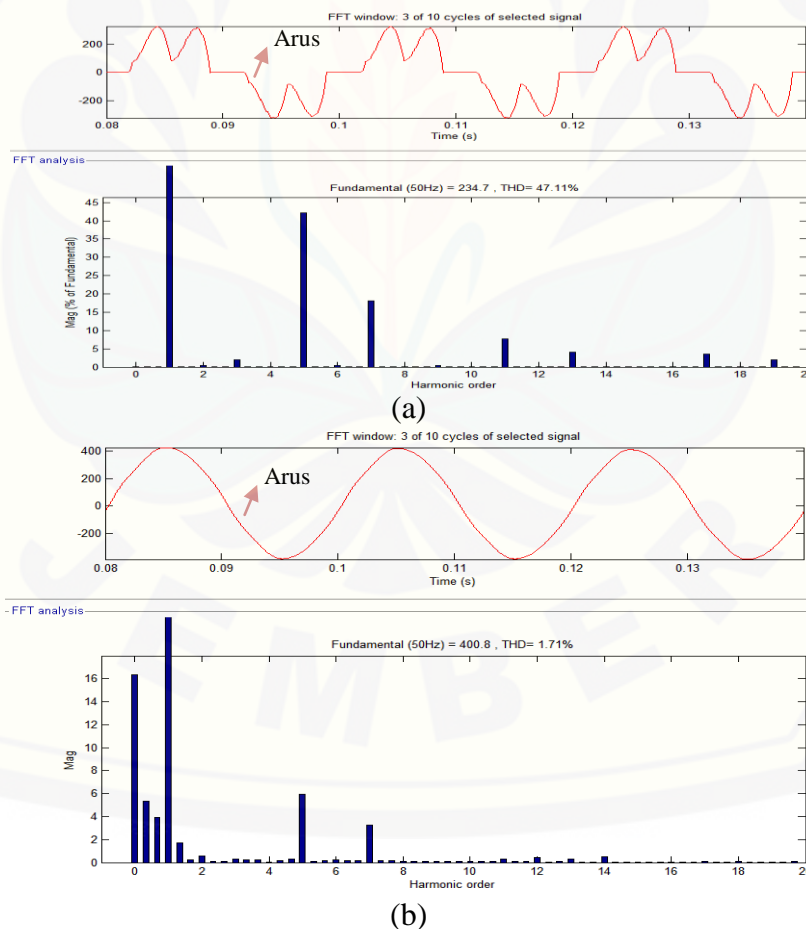 FFT window: 3 of 10 cycles of selected signal
Arus
200
0
-200
0.08 0.09 0.1 0.11 0.12 0.13
Time (s)
FFT analysis
Fundamental (50Hz) = 234.7 , THD= 47.11%
Mag (% of Fundamental)
45
40
35
30
25
20
15
10
5
0
0 2 4 6 8 10 12 14 16 18 2
Harmonic order
(a)
FFT window: 3 of 10 cycles of selected signal
Arus
400
200
0
-200
0.08 0.09 0.1 0.11 0.12 0.13
Time (s)
FFT analysis
Fundamental (50Hz) = 400.8 , THD= 1.71%
Mag
16
14
12
10
8
6
4
2
0
0 2 4 6 8 10 12 14 16 18 2
Harmonic order
(b)
JEMBER